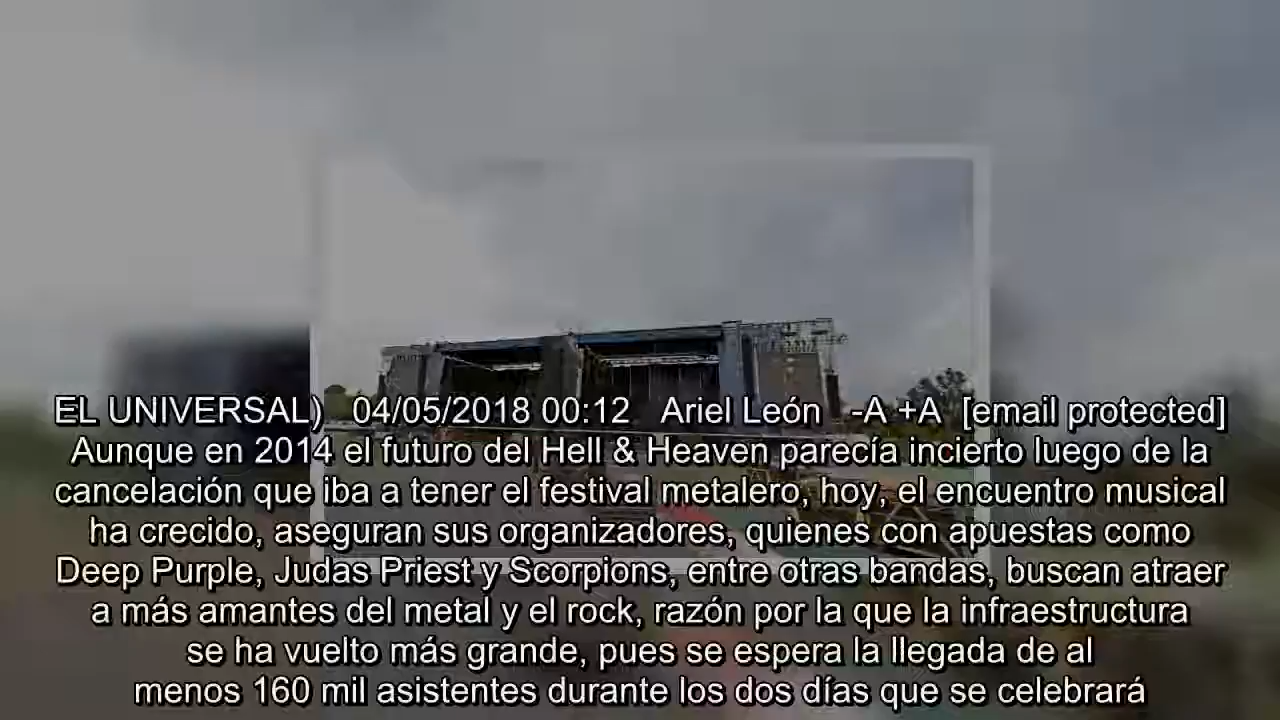 EL UNIVERSAL) 04/05/2018 00:12 Ariel León -A +A [email protected]
Aunque en 2014 el futuro del Hell & Heaven parecía incierto luego de la
cancelación que iba a tener el festival metalero, hoy, el encuentro musical
ha crecido, aseguran sus organizadores, quienes con apuestas como
Deep Purple, Judas Priest y Scorpions, entre otras bandas, buscan atraer
a más amantes del metal y el rock, razón por la que la infraestructura
se ha vuelto más grande, pues se espera la llegada de al
menos 160 mil asistentes durante los dos días que se celebrará